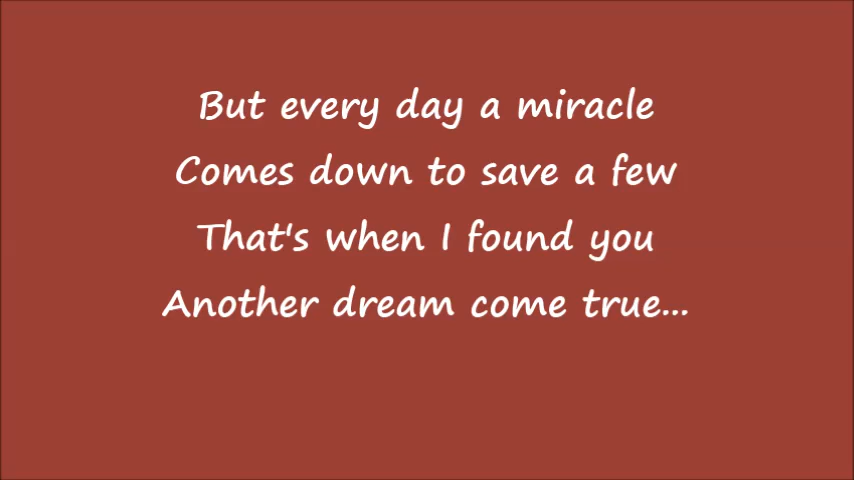 But every day a miracle
Comes down to save a few
That's when I found you
Another dream come true...